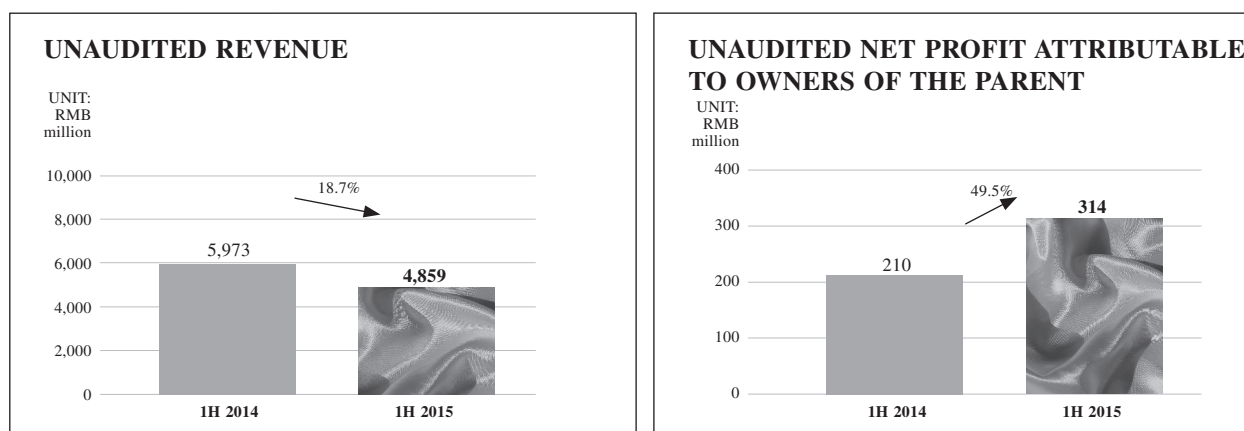 UNAUDITED REVENUE
UNIT:
RMB
million
10,000
8,000
6,000
4,000
2,000
0
18.7%
5,973
4,859
1H 2014
1H 2015
UNAUDITED NET PROFIT ATTRIBUTABLE
TO OWNERS OF THE PARENT
UNIT:
RMB
million
400
300
200
100
0
49.5%
210
314
1H 2014
1H 2015